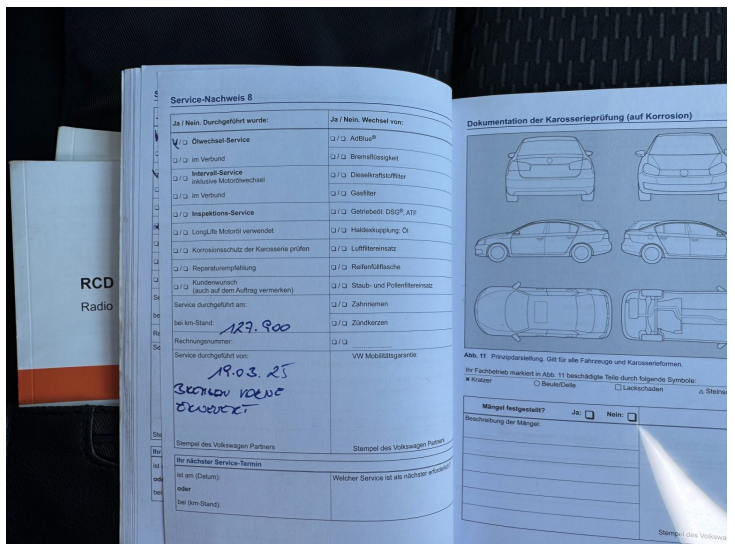 RCD
Radio
Service-Nachweis 8
Ja / Nein. Durchgeführt wurde:
Ölwechsel-Service
im Verbund
Intervall-Service
inklusive Motorölwechsel
im Verbund
Inspektions-Service
LongLife Motoröl verwendet
Korrosionsschutz der Karosserie prüfen
Reparaturempfehlung
Kundenwunsch
(auch auf dem Auftrag vermerken)
Service durchgeführt am:
bei km-Stand: 127.900
Rechnungsnummer:
Service durchgeführt von:
19.03.25
BREMSEN VORNE
ERNEUERT
Stempel des Volkswagen Partners
Ja / Nein. Wechsel von:
AdBlue®
Bremsflüssigkeit
Dieselkraftstofffilter
Gasfilter
Getriebeöl: DSG®, ATF
Haldexkupplung: Öl
Luftfiltereinsatz
Reifenfüllflasche
Staub- und Pollenfiltereinsatz
Zahnriemen
Zündkerzen
VW Mobilitätsgarantie:
Stempel des Volkswagen Partners
Ihr nächster Service-Termin
ist am (Datum):
oder
bei (km-Stand):
Welcher Service ist als nächster erforderlich?
Dokumentation der Karosserieprüfung (auf Korrosion)
Abb. 11 Prinzipdarstellung. Gilt für alle Fahrzeuge und Karosserieformen.
Ihr Fachbetrieb markiert in Abb. 11 beschädigte Teile durch folgende Symbole:
× Kratzer ○ Beule/Delle □ Lackschaden △ Steins
Mängel festgestellt? Ja: Nein:
Beschreibung der Mängel:
Stempel des Volkswa